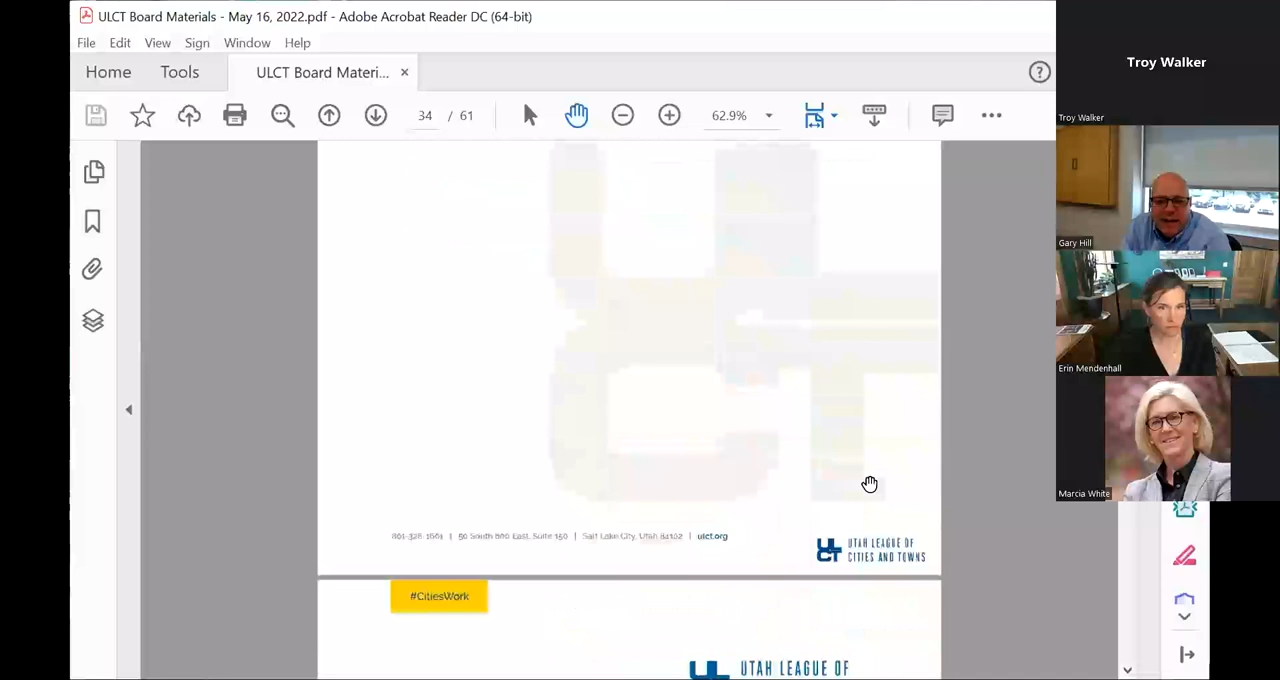 ULCT Board Materials - May 16, 2022.pdf - Adobe Acrobat Reader DC (64-bit)
File Edit View Sign Window Help
Home Tools ULCT Board Materi... ×
34 / 61 62.9%
Troy Walker
Troy Walker
Gary Hill
Erin Mendenhall
Marcia White
801-328-1601 | 50 South 600 East, Suite 150 | Salt Lake City, Utah 84102 | ulct.org
ULCT UTAH LEAGUE OF
CITIES AND TOWNS
#CitiesWork
UL UTAH LEAGUE OF